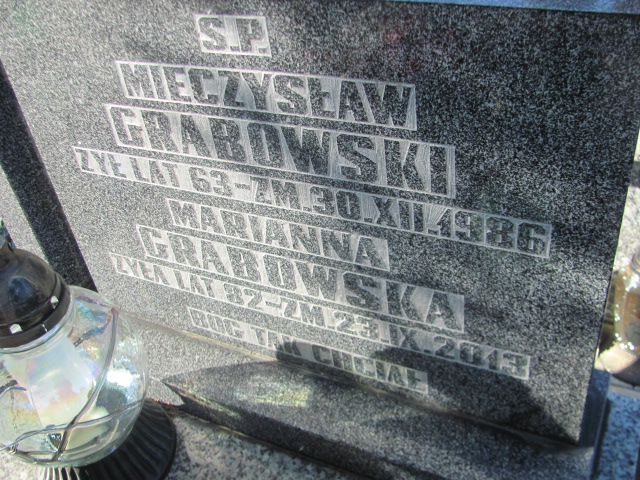 Ś.P.
MIECZYSŁAW
GRABOWSKI
ŻYŁ LAT 63-ZM.30.XII.1986
MARIANNA
GRABOWSKA
ŻYŁA LAT 92-ZM.23.IX.2013
BÓG TAK CHCIAŁ